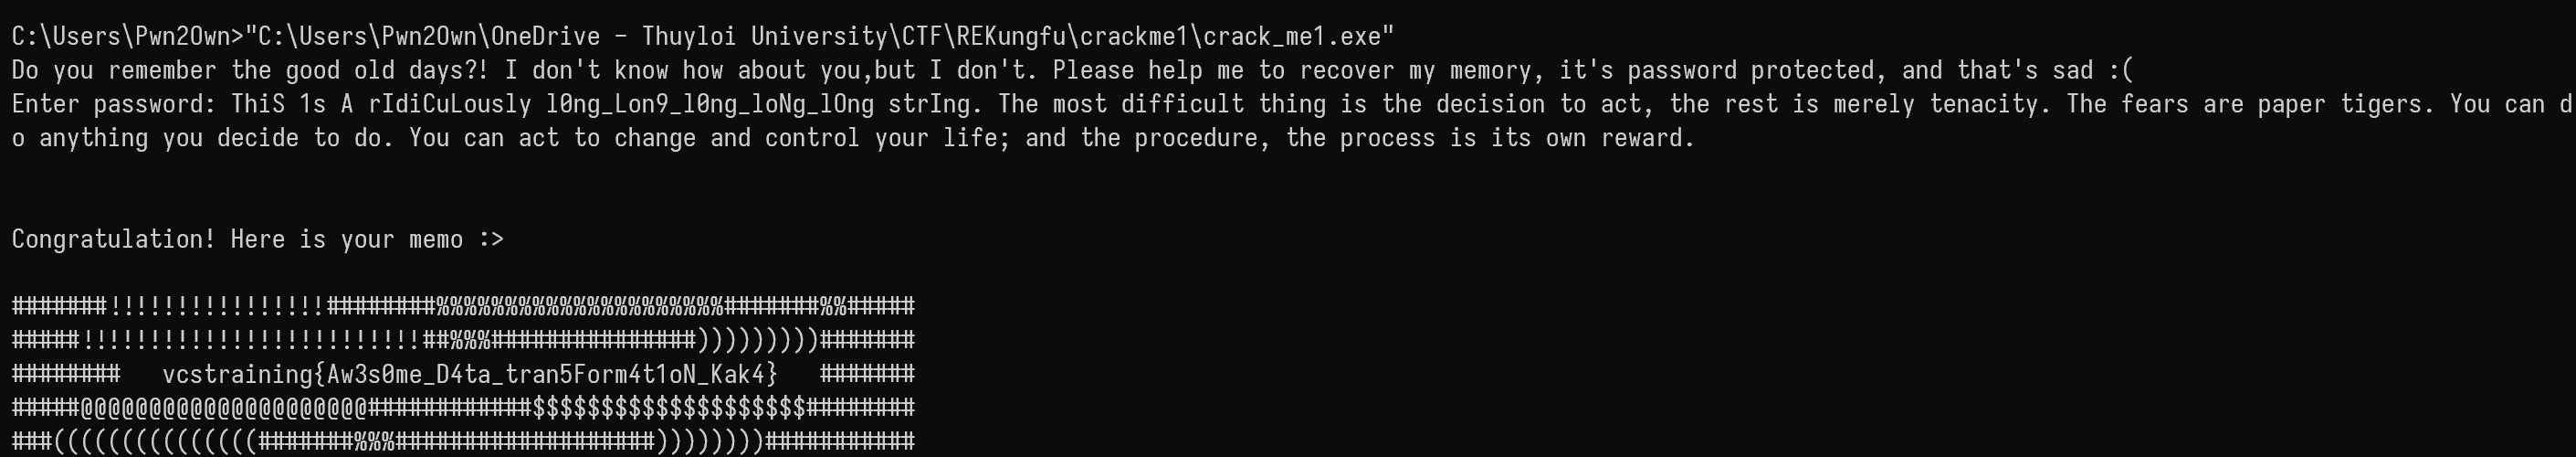 C:\Users\Pwn2Own>"C:\Users\Pwn2Own\OneDrive - Thuyloi University\CTF\REKungfu\crackme1\crack_me1.exe"
Do you remember the good old days?! I don't know how about you,but I don't. Please help me to recover my memory, it's password protected, and that's sad :(
Enter password: ThiS 1s A rIdiCuLously l0ng_Lon9_l0ng_loNg_lOng strIng. The most difficult thing is the decision to act, the rest is merely tenacity. The fears are paper tigers. You can d
o anything you decide to do. You can act to change and control your life; and the procedure, the process is its own reward.
Congratulation! Here is your memo :>
#######!!!!!!!!!!!!!!!!########%%%%%%%%%%%%%%%%%%%%%#######%%#####
#####!!!!!!!!!!!!!!!!!!!!!!!!!##%%%###############)))))))))#######
########   vcstraining{Aw3s0me_D4ta_tran5Form4t1oN_Kak4}   #######
#####@@@@@@@@@@@@@@@@@@@@@############$$$$$$$$$$$$$$$$$$$$########
###(((((((((((((((#######%%%###################))))))))###########